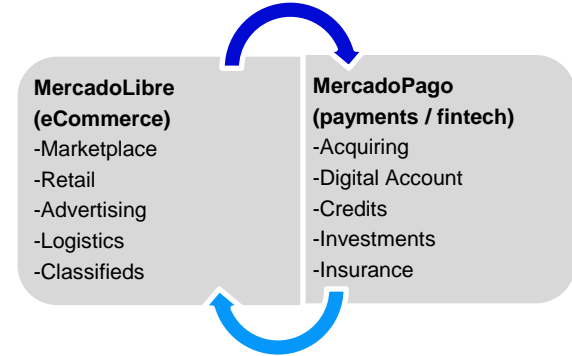 MercadoLibre
(eCommerce)
-Marketplace
-Retail
-Advertising
-Logistics
-Classifieds
MercadoPago
(payments / fintech)
-Acquiring
-Digital Account
-Credits
-Investments
-Insurance